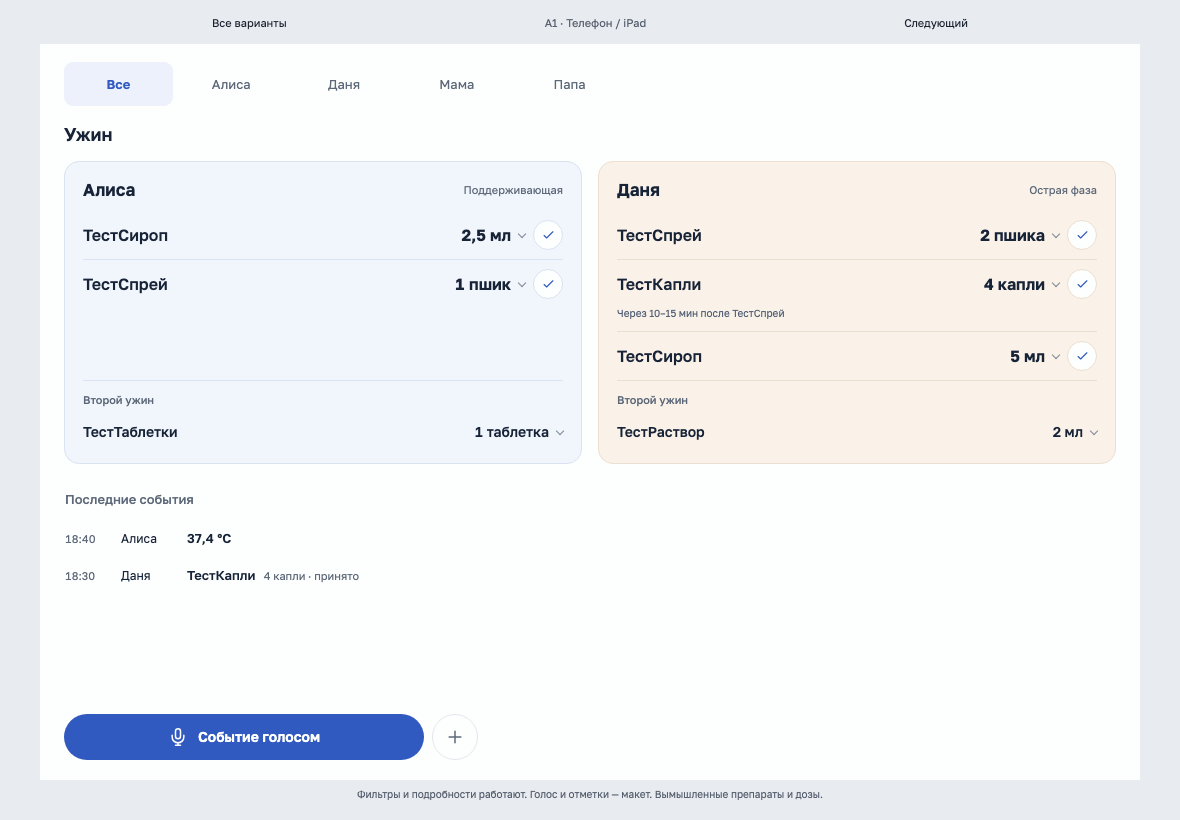 Все варианты
A1 · Телефон / iPad
Следующий
Все
Алиса
Даня
Мама
Папа
Ужин
Алиса
Поддерживающая
ТестСироп
2,5 мл
ТестСпрей
1 пшик
Второй ужин
ТестТаблетки
1 таблетка
Даня
Острая фаза
ТестСпрей
2 пшика
ТестКапли
4 капли
Через 10–15 мин после ТестСпрей
ТестСироп
5 мл
Второй ужин
ТестРаствор
2 мл
Последние события
18:40 Алиса 37,4 °C
18:30 Даня ТестКапли 4 капли · принято
Событие голосом
Фильтры и подробности работают. Голос и отметки — макет. Вымышленные препараты и дозы.